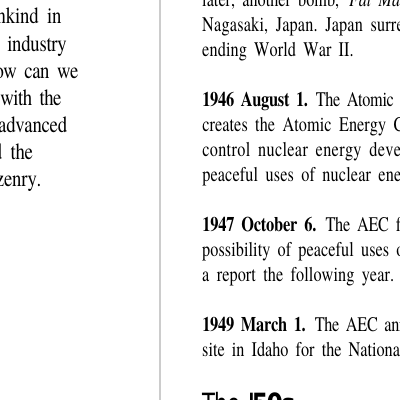 nkind in
industry
ow can we
with the
advanced
the
zenry.
later, another bomb,
Nagasaki, Japan. Japan surre
ending World War II.
1946 August 1. The Atomic
creates the Atomic Energy C
control nuclear energy deve
peaceful uses of nuclear ene
1947 October 6. The AEC f
possibility of peaceful uses o
a report the following year.
1949 March 1. The AEC an
site in Idaho for the Nationa
The '50s